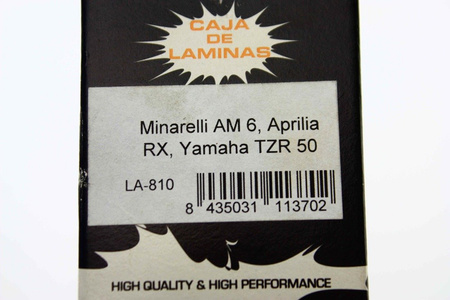 CAJA
DE
LAMINAS
Minarelli AM 6, Aprilia
RX, Yamaha TZR 50
LA-810
8 435031 113702
HIGH QUALITY & HIGH PERFORMANCE